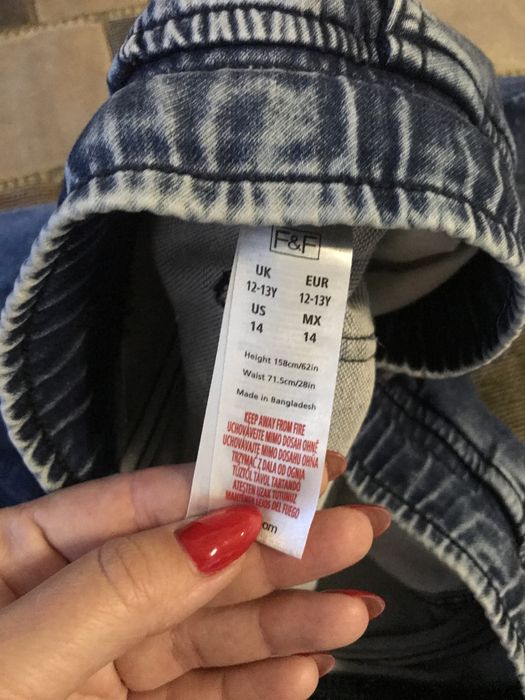 F&F
UK EUR
12-13Y 12-13Y
US MX
14 14
Height 158cm/62in
Waist 71.5cm/28in
Made in Bangladesh
KEEP AWAY FROM FIRE
UCHOVÁVEJTE MIMO DOSAH OHNĚ
UCHOVÁVAJTE MIMO DOSAHU OHŇA
TRZYMAĆ Z DALA OD OGNIA
TŰZTŐL TÁVOL TARTANDÓ
ATEŞTEN UZAK TUTUNUZ
MANTENER LEJOS DEL FUEGO
.com